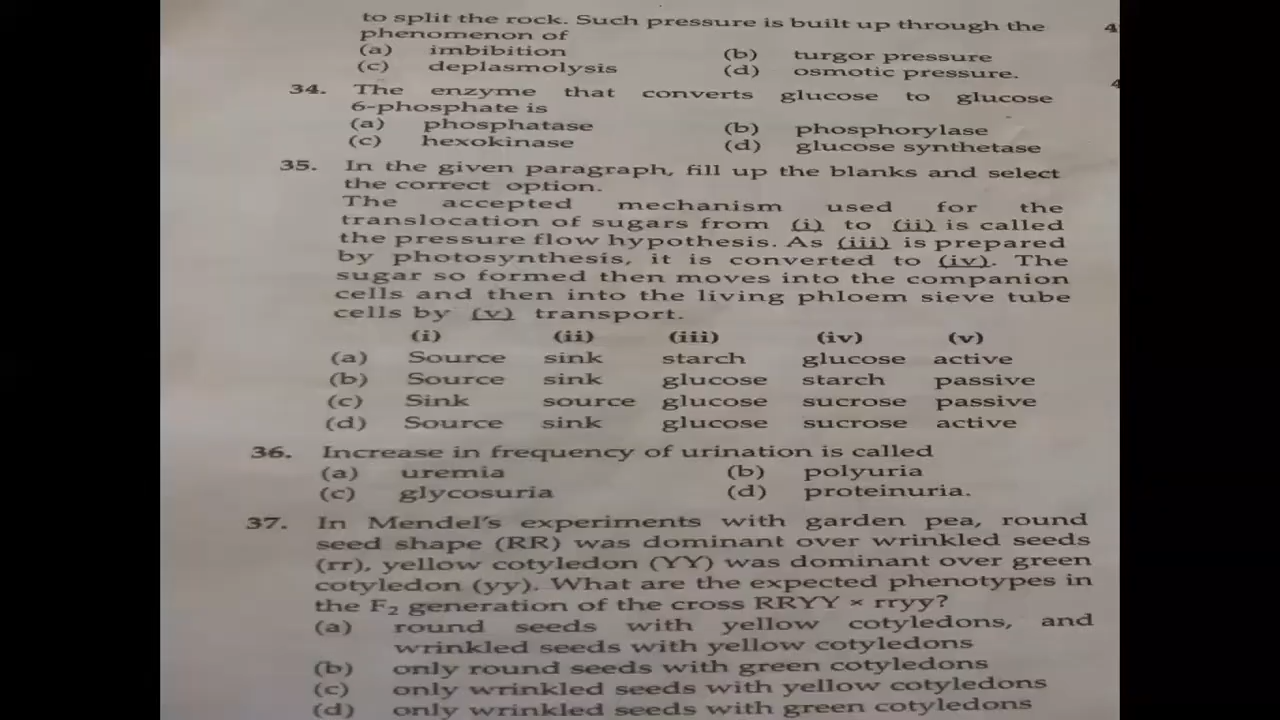 to split the rock. Such pressure is built up through the
phenomenon of
(a) imbibition (b) turgor pressure
(c) deplasmolysis (d) osmotic pressure.
34. The enzyme that converts glucose to glucose
6-phosphate is
(a) phosphatase (b) phosphorylase
(c) hexokinase (d) glucose synthetase
35. In the given paragraph, fill up the blanks and select
the correct option.
The accepted mechanism used for the
translocation of sugars from (i) to (ii) is called
the pressure flow hypothesis. As (iii) is prepared
by photosynthesis, it is converted to (iv). The
sugar so formed then moves into the companion
cells and then into the living phloem sieve tube
cells by (v) transport.
(i) (ii) (iii) (iv) (v)
(a) Source sink starch glucose active
(b) Source sink glucose starch passive
(c) Sink source glucose sucrose passive
(d) Source sink glucose sucrose active
36. Increase in frequency of urination is called
(a) uremia (b) polyuria
(c) glycosuria (d) proteinuria.
37. In Mendel's experiments with garden pea, round
seed shape (RR) was dominant over wrinkled seeds
(rr), yellow cotyledon (YY) was dominant over green
cotyledon (yy). What are the expected phenotypes in
the F₂ generation of the cross RRYY × rryy?
(a) round seeds with yellow cotyledons, and
wrinkled seeds with yellow cotyledons
(b) only round seeds with green cotyledons
(c) only wrinkled seeds with yellow cotyledons
(d) only wrinkled seeds with green cotyledons